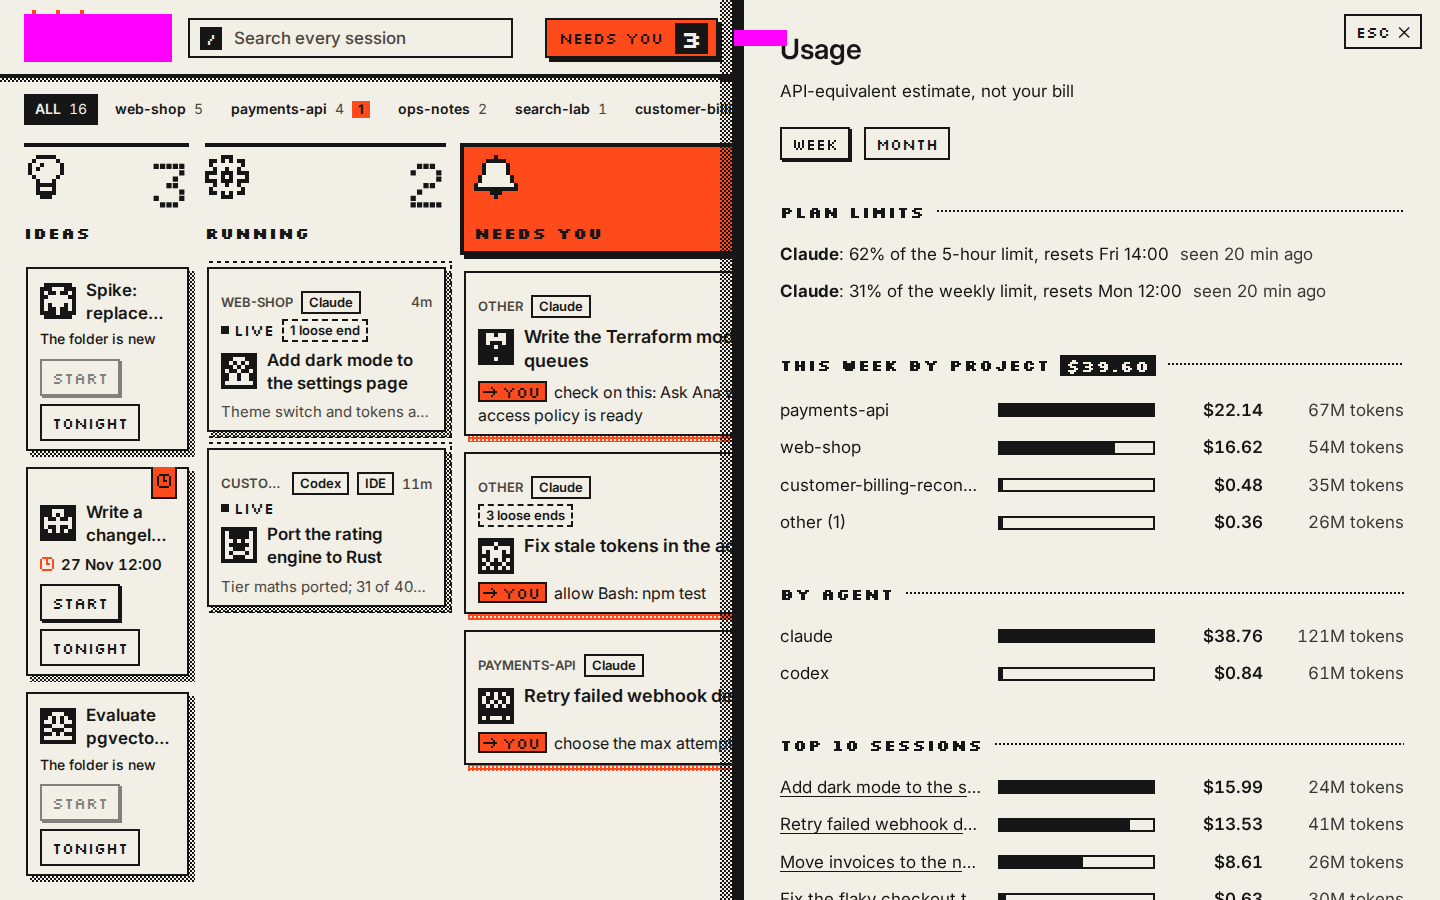 / Search every session
NEEDS YOU 3
ALL 16 web-shop 5 payments-api 4 1 ops-notes 2 search-lab 1
3
IDEAS
Spike:
replace...
The folder is new
START
TONIGHT
Write a
changel...
27 Nov 12:00
START
TONIGHT
Evaluate
pgvecto...
The folder is new
START
TONIGHT
2
RUNNING
WEB-SHOP Claude 4m
LIVE 1 loose end
Add dark mode to
the settings page
Theme switch and tokens a...
CUSTO... Codex IDE 11m
LIVE
Port the rating
engine to Rust
Tier maths ported; 31 of 40...
NEEDS YOU
OTHER Claude
Write the Terraform
queues
→ YOU check on this: Ask Ana
access policy is ready
OTHER Claude
3 loose ends
Fix stale tokens in the
→ YOU allow Bash: npm test
PAYMENTS-API Claude
Retry failed webhook
→ YOU choose the max
ESC ×
Usage
API-equivalent estimate, not your bill
WEEK MONTH
PLAN LIMITS
Claude: 62% of the 5-hour limit, resets Fri 14:00 seen 20 min ago
Claude: 31% of the weekly limit, resets Mon 12:00 seen 20 min ago
THIS WEEK BY PROJECT $39.60
payments-api $22.14 67M tokens
web-shop $16.62 54M tokens
customer-billing-recon... $0.48 35M tokens
other (1) $0.36 26M tokens
BY AGENT
claude $38.76 121M tokens
codex $0.84 61M tokens
TOP 10 SESSIONS
Add dark mode to the s... $15.99 24M tokens
Retry failed webhook d... $13.53 41M tokens
Move invoices to the n... $8.61 26M tokens
Fix the flaky checkout t... $0.63 30M tokens